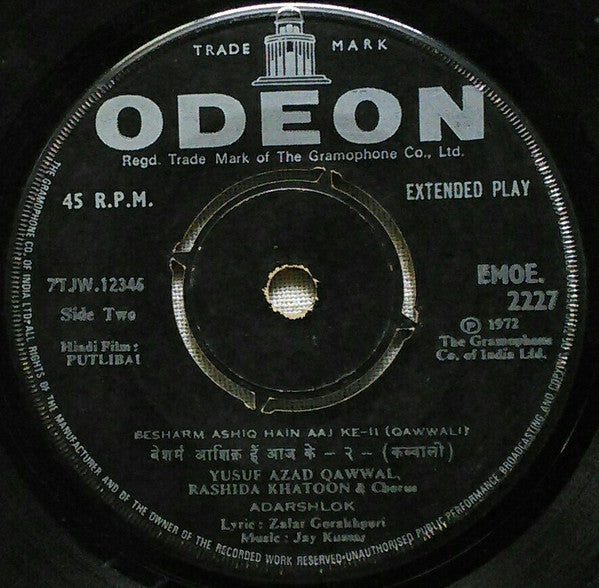 TRADE MARK
ODEON
Regd. Trade Mark of The Gramophone Co., Ltd.
45 R.P.M.
EXTENDED PLAY
7TJW.12346
Side Two
Hindi Film :
PUTLIBAI
EMOE.
2227
Ⓟ 1972
The Gramophone
Co. of India Ltd.
BESHARM ASHIQ HAIN AAJ KE-II (QAWWALI)
बेशर्म आशिक़ हैं आज के - २ - (कव्वाली)
YUSUF AZAD QAWWAL,
RASHIDA KHATOON & Chorus
ADARSHLOK
Lyric : Zafar Gorakhpuri
Music : Jay Kumar
THE GRAMOPHONE CO. OF INDIA LTD-ALL RIGHTS OF THE MANUFACTURER AND OF THE OWNER OF THE RECORDED WORK RESERVED-UNAUTHORISED PUBLIC PERFORMANCE, BROADCASTING AND COPYING OF